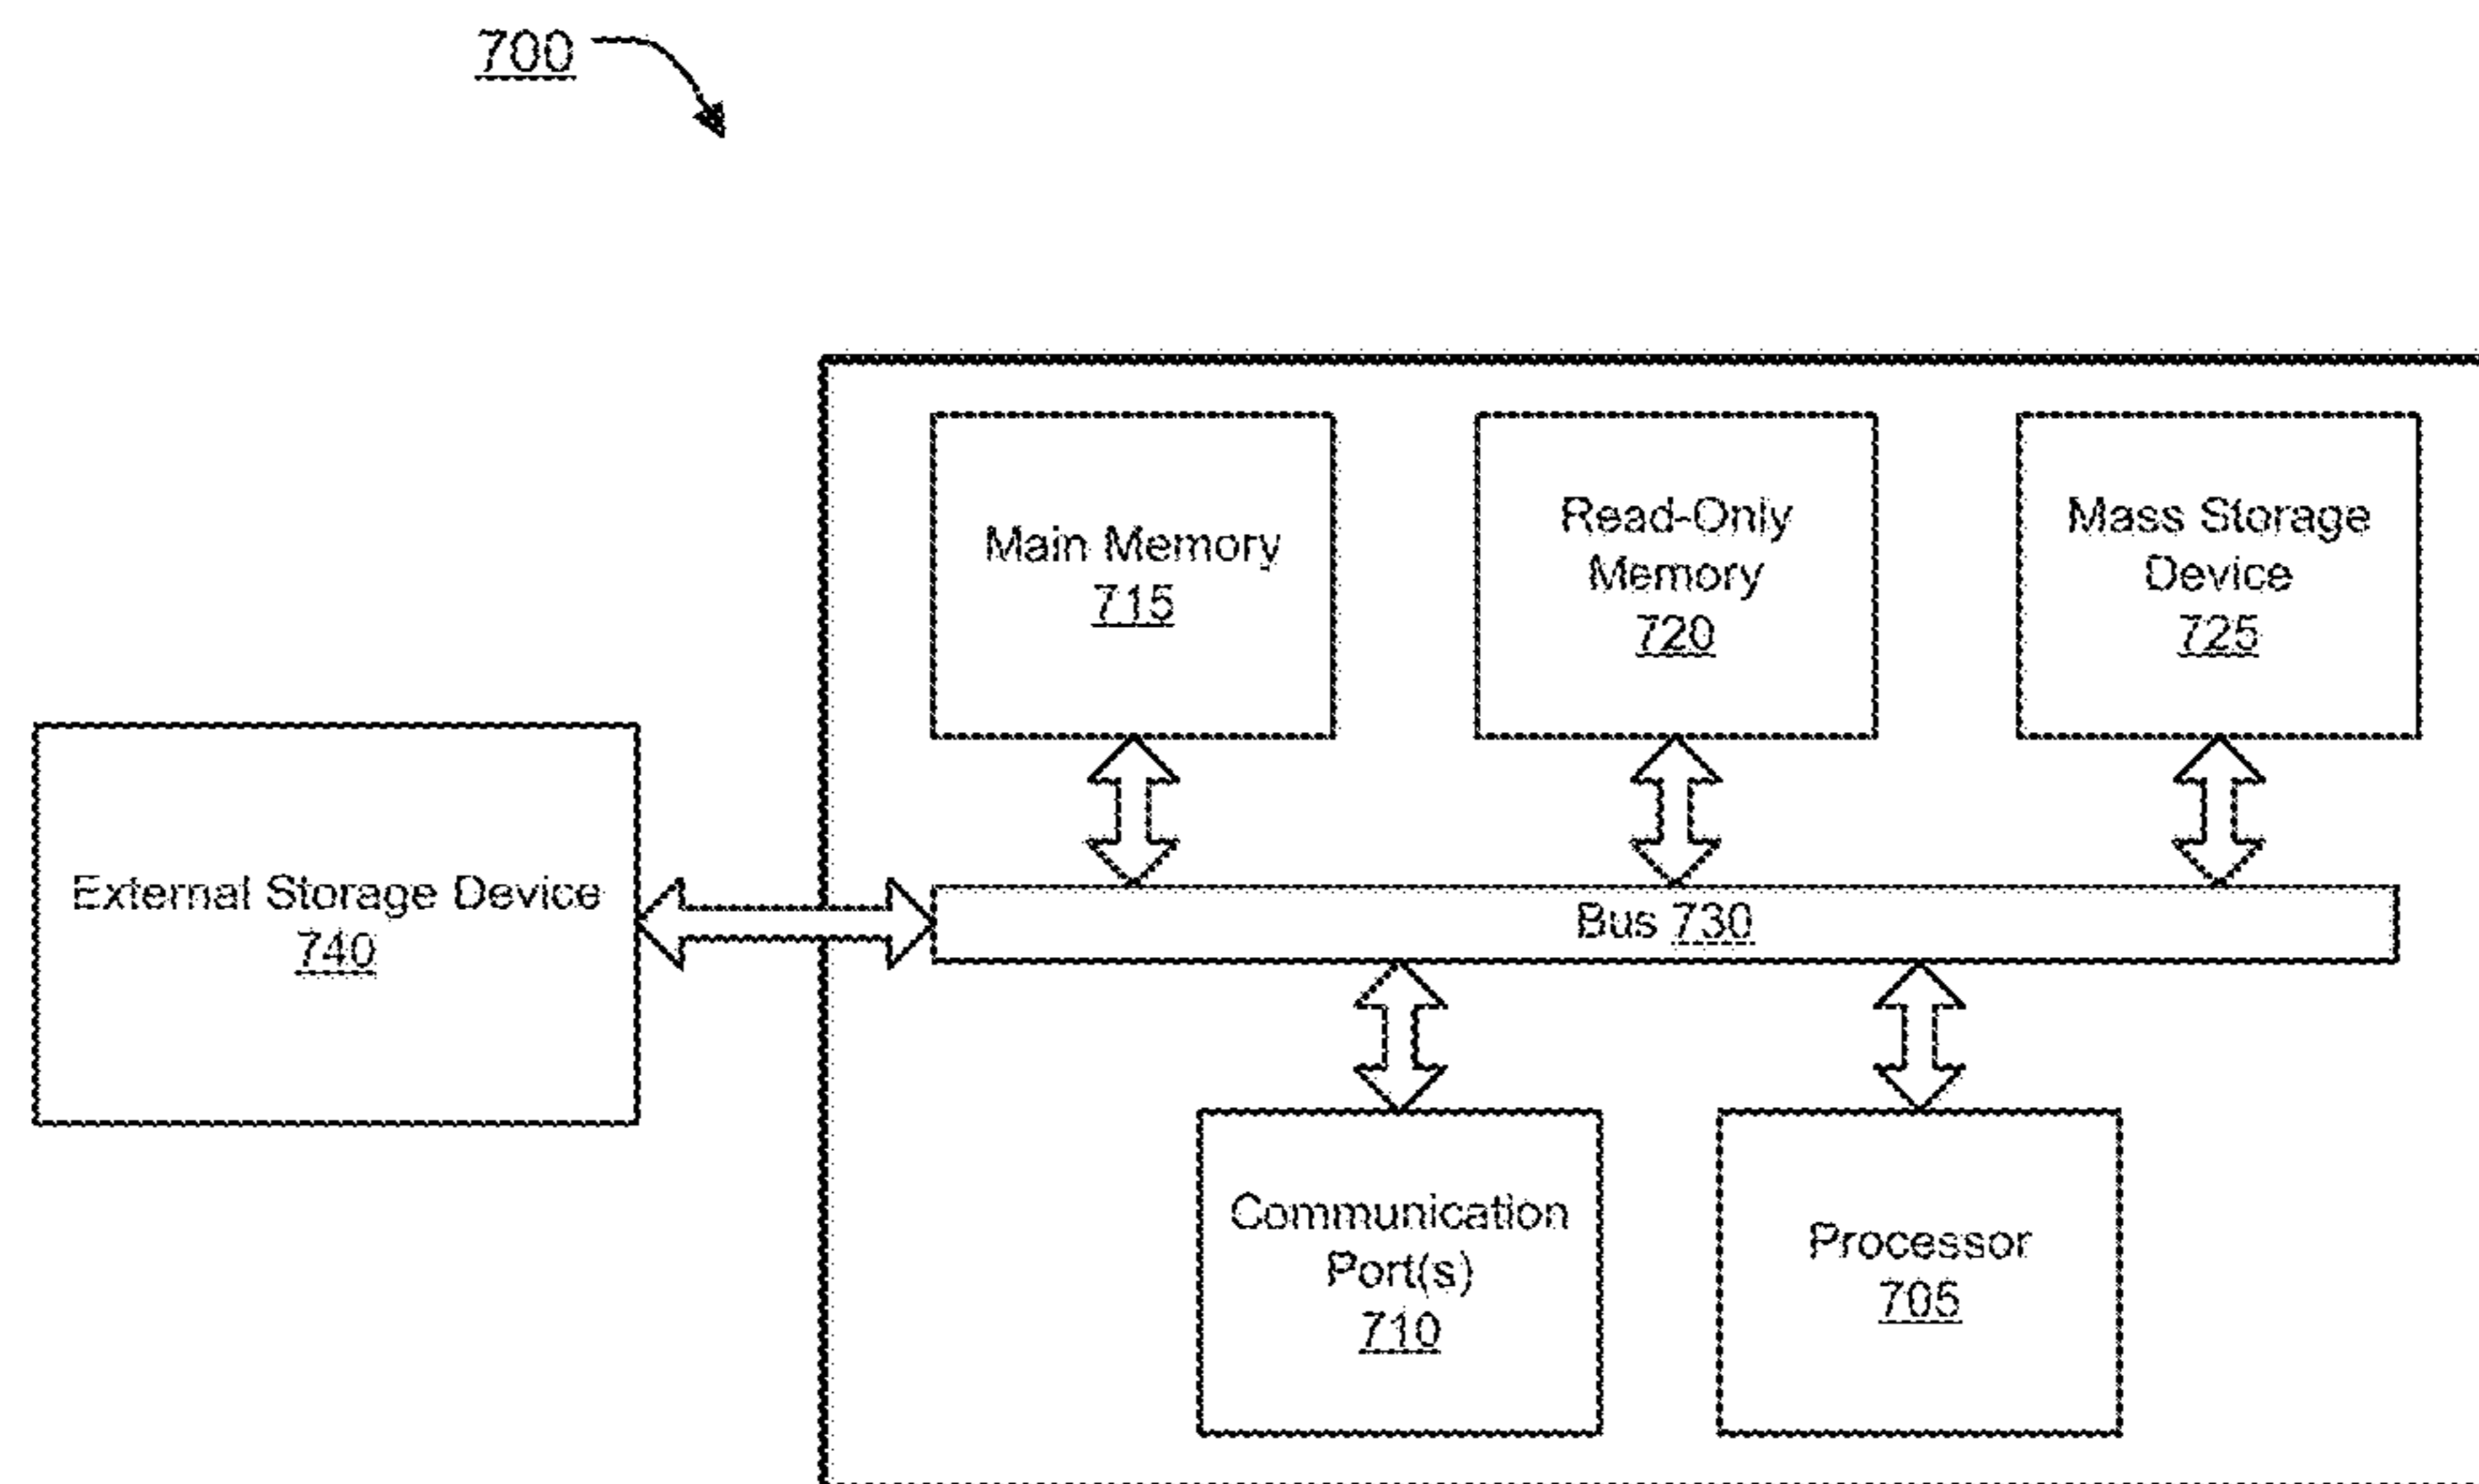 700
Main Memory
715
Read-Only
Memory
720
Mass Storage
Device
725
External Storage Device
740
Bus 730
Communication
Port(s)
710
Processor
705